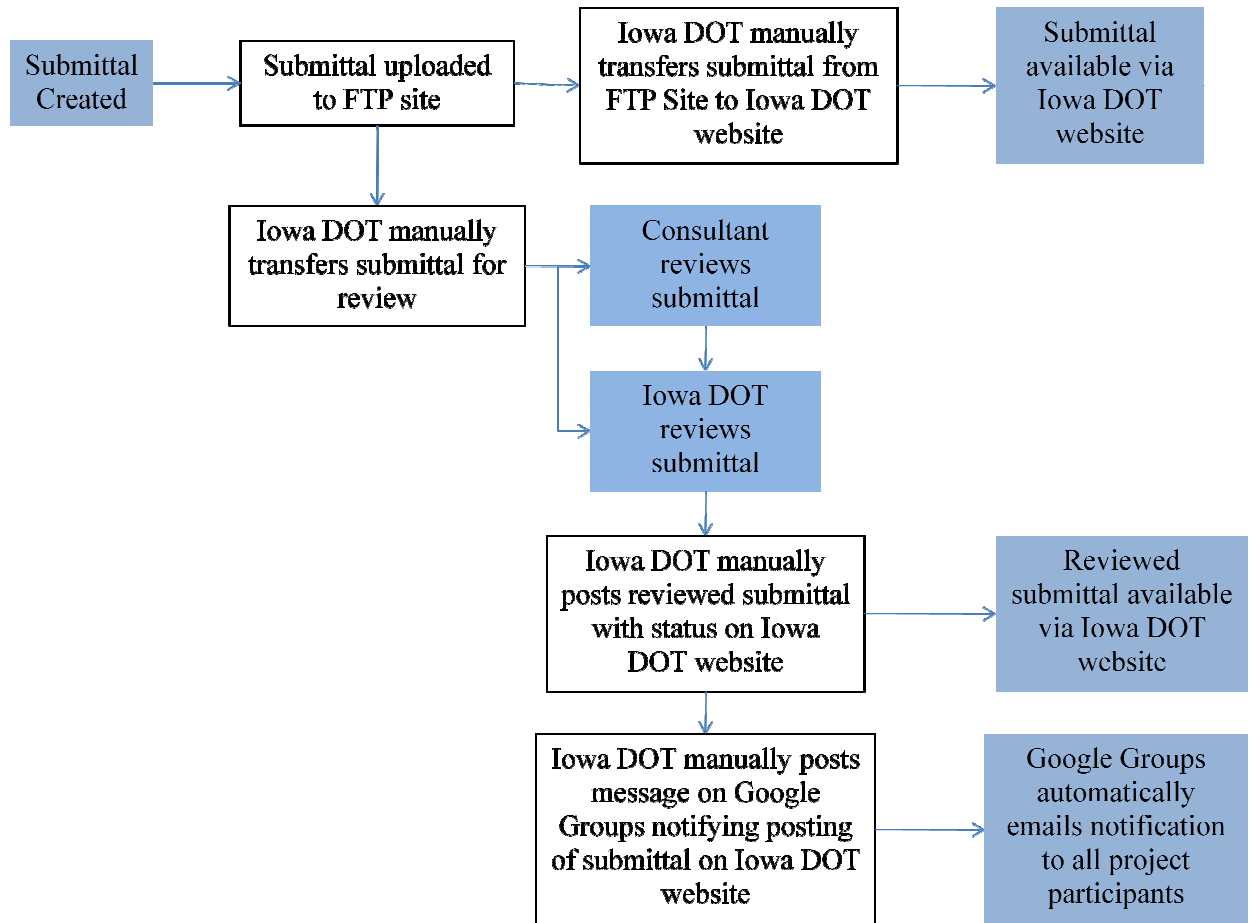 Submittal
Created
Submittal uploaded
to FTP site
Iowa DOT manually
transfers submittal from
FTP Site to Iowa DOT
website
Submittal
available via
Iowa DOT
website
Iowa DOT manually
transfers submittal for
review
Consultant
reviews
submittal
Iowa DOT
reviews
submittal
Iowa DOT manually
posts reviewed submittal
with status on Iowa
DOT website
Reviewed
submittal available
via Iowa DOT
website
Iowa DOT manually posts
message on Google
Groups notifying posting
of submittal on Iowa DOT
website
Google Groups
automatically
emails notification
to all project
participants